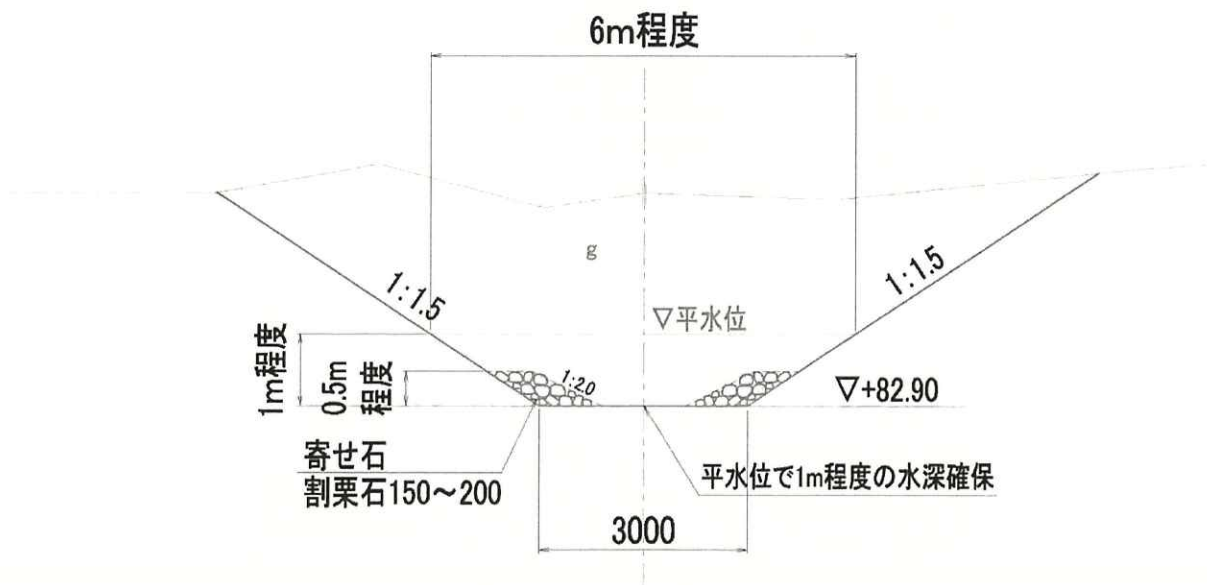 6m程度
g
1:1.5
1:1.5
▽平水位
1m程度
0.5m
程度
1:2.0
▽+82.90
寄せ石
割栗石150～200
平水位で1m程度の水深確保
3000